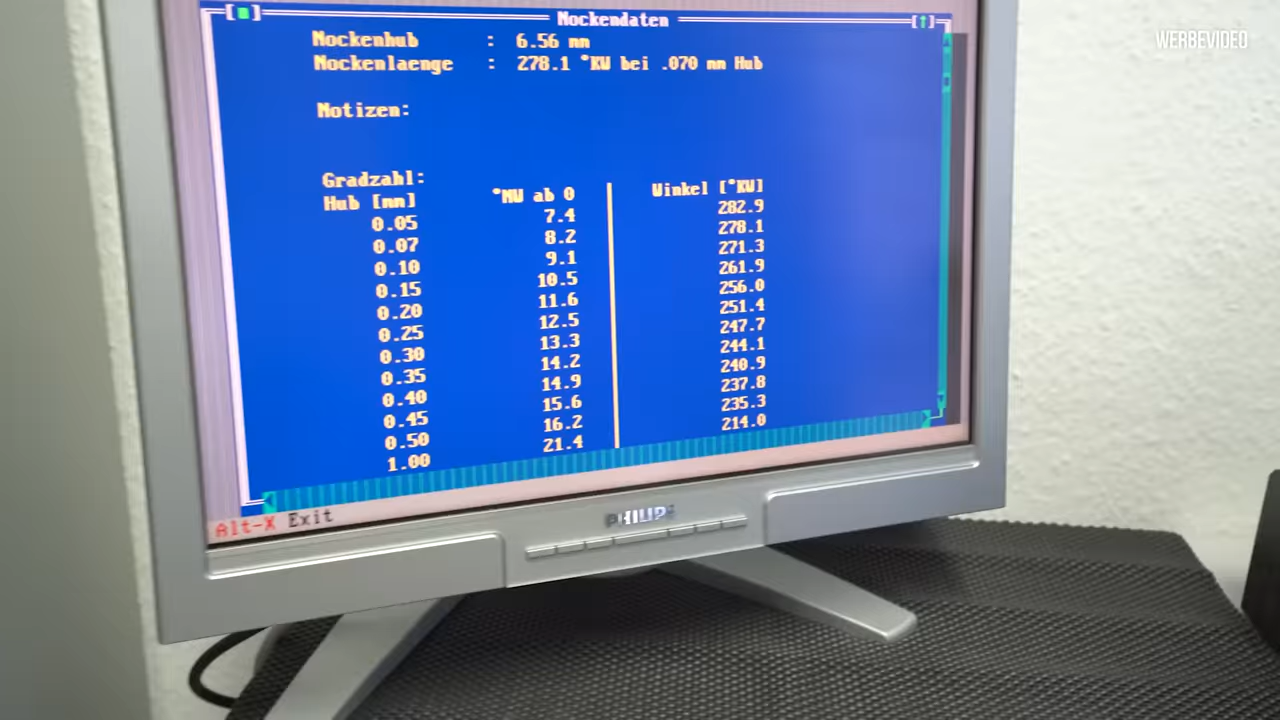 Nockendaten
WERBEVIDEO
Nockenhub : 6.56 mm
Nockenlaenge : 278.1 °KW bei .070 mm Hub
Notizen:
Gradzahl:
Hub [mm] °NW ab 0 Winkel [°KW]
0.05 7.4 282.9
0.07 8.2 278.1
0.10 9.1 271.3
0.15 10.5 261.9
0.20 11.6 256.0
0.25 12.5 251.4
0.30 13.3 247.7
0.35 14.2 244.1
0.40 14.9 240.9
0.45 15.6 237.8
0.50 16.2 235.3
1.00 21.4 214.0
Alt-X Exit
PHILIPS